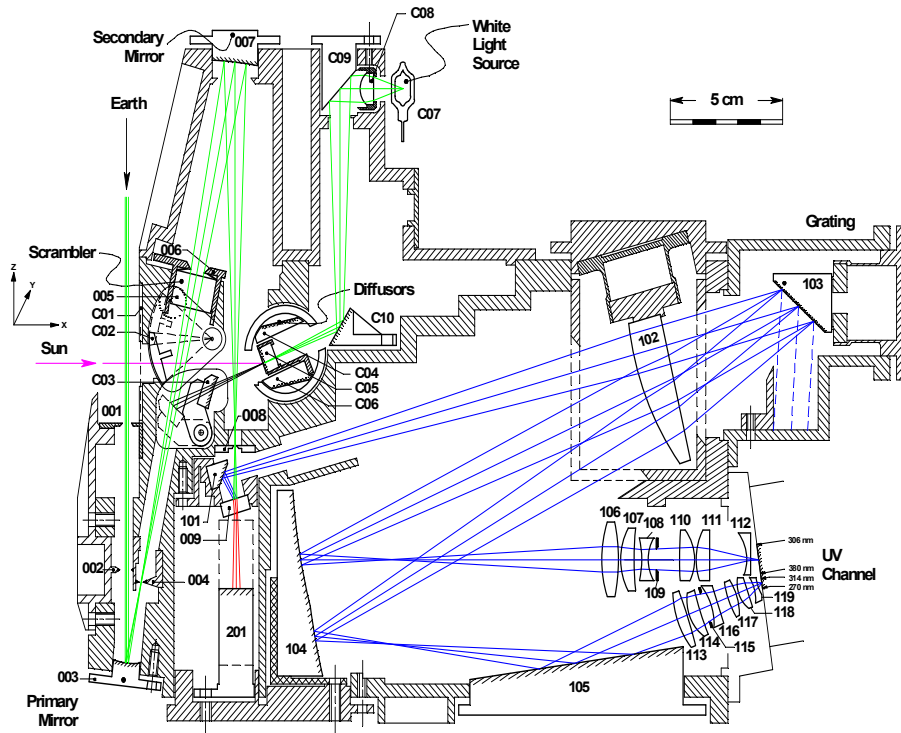 C08
Secondary
Mirror
007
C09
White
Light
Source
C07
5 cm
Earth
Scrambler
006
005
C01
C02
Z
Y
X
Sun
Diffusors
C10
Grating
103
102
C03
C04
C05
C06
001
008
101
009
002
004
106
107
108
110
111
112
306 nm
UV
Channel
380 nm
314 nm
270 nm
109
119
118
117
116
115
114
113
201
104
105
003
Primary
Mirror